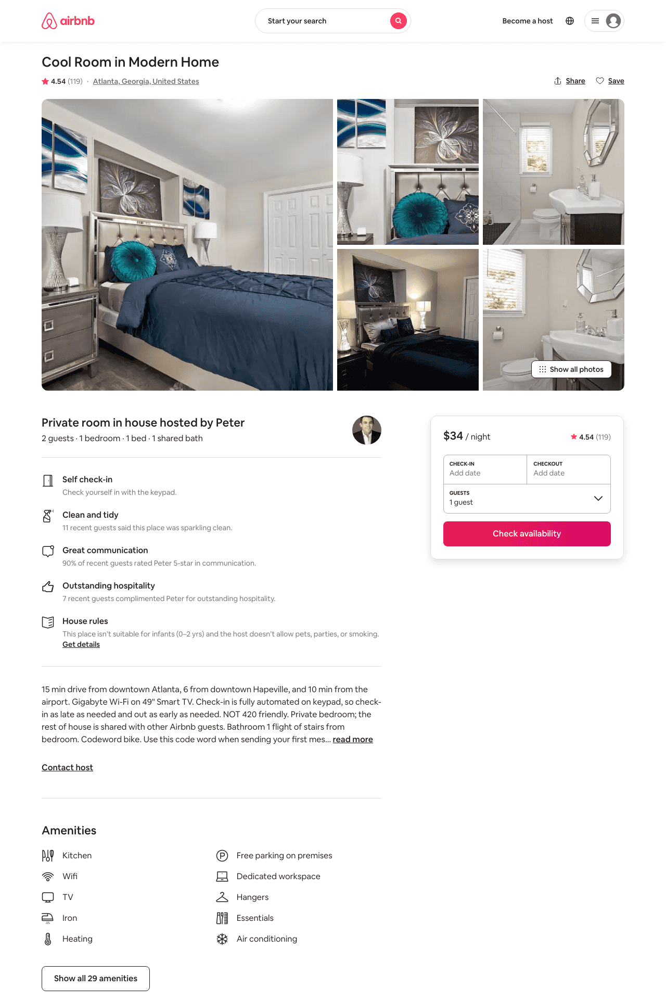 airbnb
Start your search
Become a host
Cool Room in Modern Home
4.54 (119) · Atlanta, Georgia, United States
Share
Save
Show all photos
Private room in house hosted by Peter
2 guests · 1 bedroom · 1 bed · 1 shared bath
$34 / night
4.54 (119)
CHECK-IN
Add date
CHECKOUT
Add date
GUESTS
1 guest
Check availability
Self check-in
Check yourself in with the keypad.
Clean and tidy
11 recent guests said this place was sparkling clean.
Great communication
90% of recent guests rated Peter 5-star in communication.
Outstanding hospitality
7 recent guests complimented Peter for outstanding hospitality.
House rules
This place isn’t suitable for infants (0–2 yrs) and the host doesn’t allow pets, parties, or smoking.
Get details
15 min drive from downtown Atlanta, 6 from downtown Hapeville, and 10 min from the
airport. Gigabyte Wi-Fi on 49" Smart TV. Check-in is fully automated on keypad, so check-
in as late as needed and out as early as needed. NOT 420 friendly. Private bedroom; the
rest of house is shared with other Airbnb guests. Bathroom 1 flight of stairs from
bedroom. Codeword bike. Use this code word when sending your first mes… read more
Contact host
Amenities
Kitchen
Free parking on premises
Wifi
Dedicated workspace
TV
Hangers
Iron
Essentials
Heating
Air conditioning
Show all 29 amenities